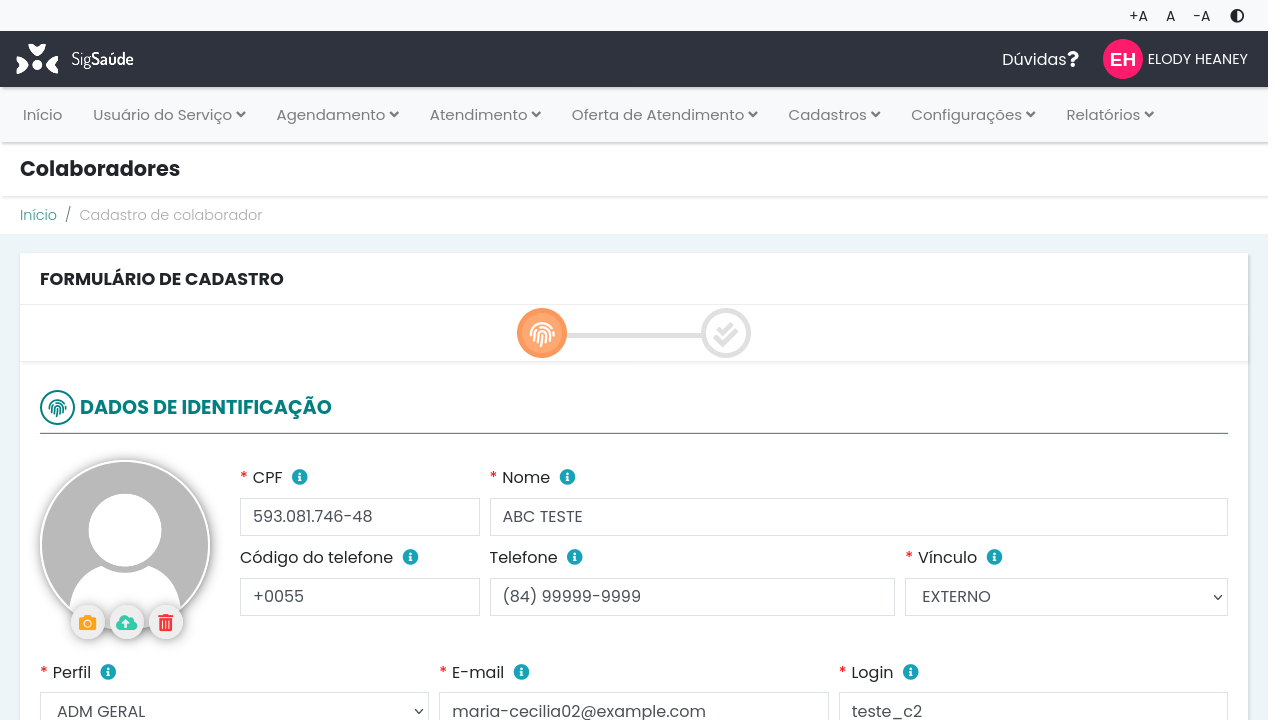 +A A -A
SigSaúde Dúvidas? EH ELODY HEANEY
Início Usuário do Serviço Agendamento Atendimento Oferta de Atendimento Cadastros Configurações Relatórios
Colaboradores
Início / Cadastro de colaborador
FORMULÁRIO DE CADASTRO
DADOS DE IDENTIFICAÇÃO
* CPF * Nome
593.081.746-48 ABC TESTE
Código do telefone Telefone * Vínculo
+0055 (84) 99999-9999 EXTERNO
* Perfil * E-mail * Login
ADM GERAL maria-cecilia02@example.com teste_c2